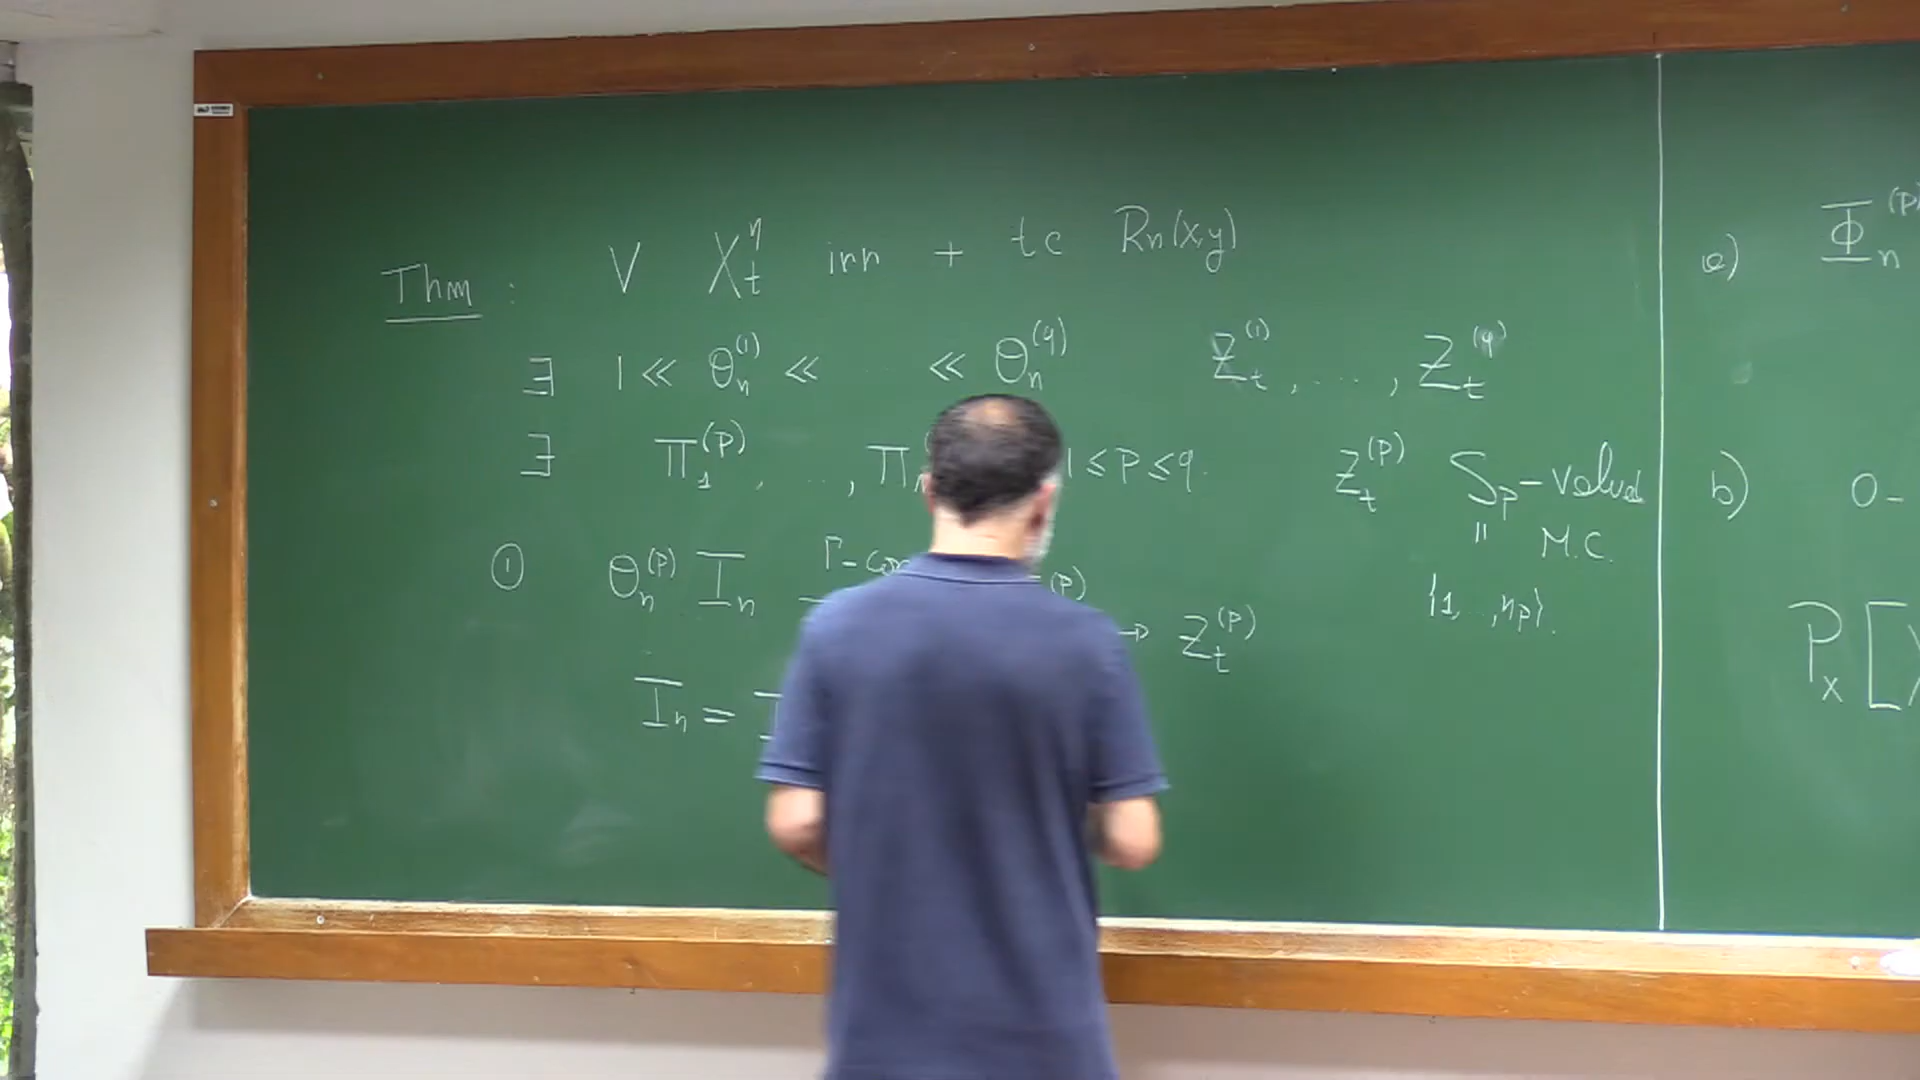 Thm : ∀ X_t^n irr + tc R_n(x,y)
∃ 1 ≪ θ_n^{(1)} ≪ ... ≪ θ_n^{(q)} Z_t^{(1)}, ..., Z_t^{(q)}
∃ π_1^{(p)}, ..., π 1 ≤ p ≤ q. Z_t^{(p)} S_p-valued
" M.C.
{1,..,n_p}.
① θ_n^{(p)} I_n Γ-co (p) → Z_t^{(p)}
I_n =
a) Φ_n^{(p)}
b) 0-
P_x [